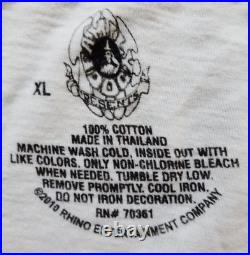 PRESENTS
XL
100% COTTON
MADE IN THAILAND
MACHINE WASH COLD, INSIDE OUT WITH
LIKE COLORS. ONLY NON-CHLORINE BLEACH
WHEN NEEDED. TUMBLE DRY LOW.
REMOVE PROMPTLY. COOL IRON.
DO NOT IRON DECORATION.
RN# 70361
©2010 RHINO ENTERTAINMENT COMPANY